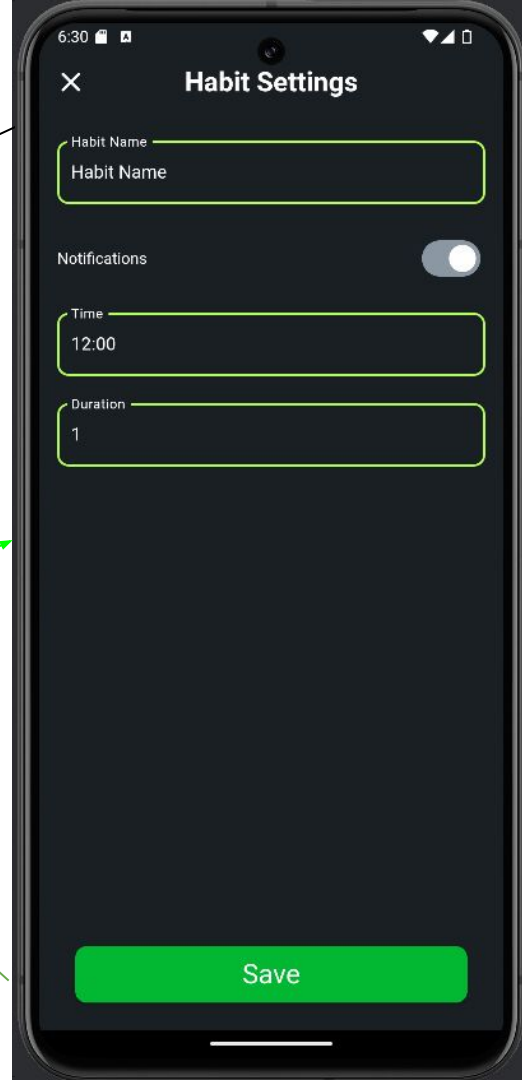 6:30
Habit Settings
Habit Name
Habit Name
Notifications
Time
12:00
Duration
1
Save